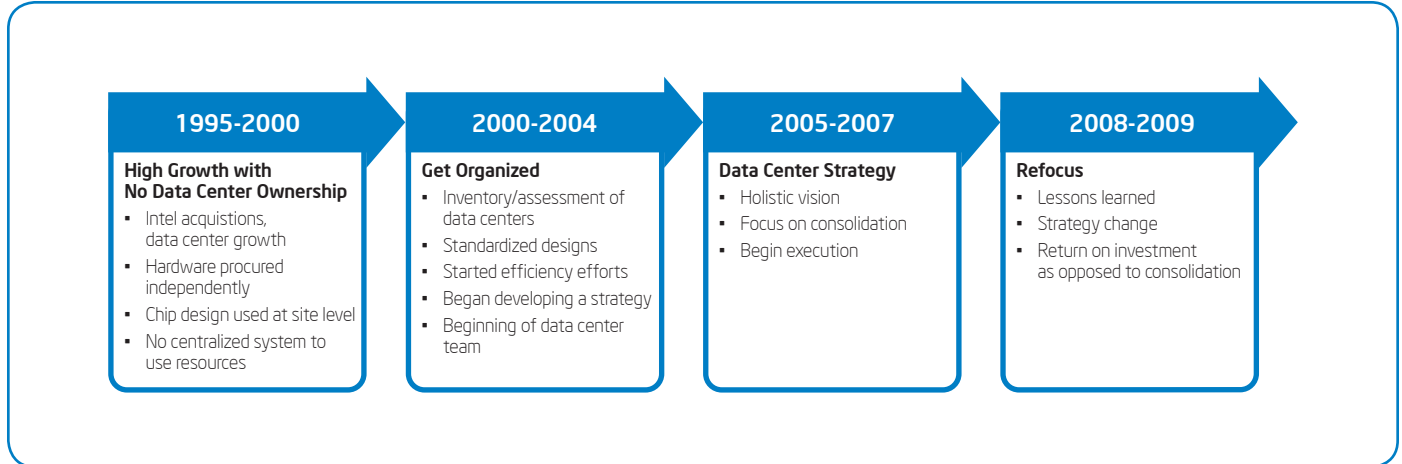 1995-2000
High Growth with
No Data Center Ownership
▪ Intel acquistions,
data center growth
▪ Hardware procured
independently
▪ Chip design used at site level
▪ No centralized system to
use resources
2000-2004
Get Organized
▪ Inventory/assessment of
data centers
▪ Standardized designs
▪ Started efficiency efforts
▪ Began developing a strategy
▪ Beginning of data center
team
2005-2007
Data Center Strategy
▪ Holistic vision
▪ Focus on consolidation
▪ Begin execution
2008-2009
Refocus
▪ Lessons learned
▪ Strategy change
▪ Return on investment
as opposed to consolidation